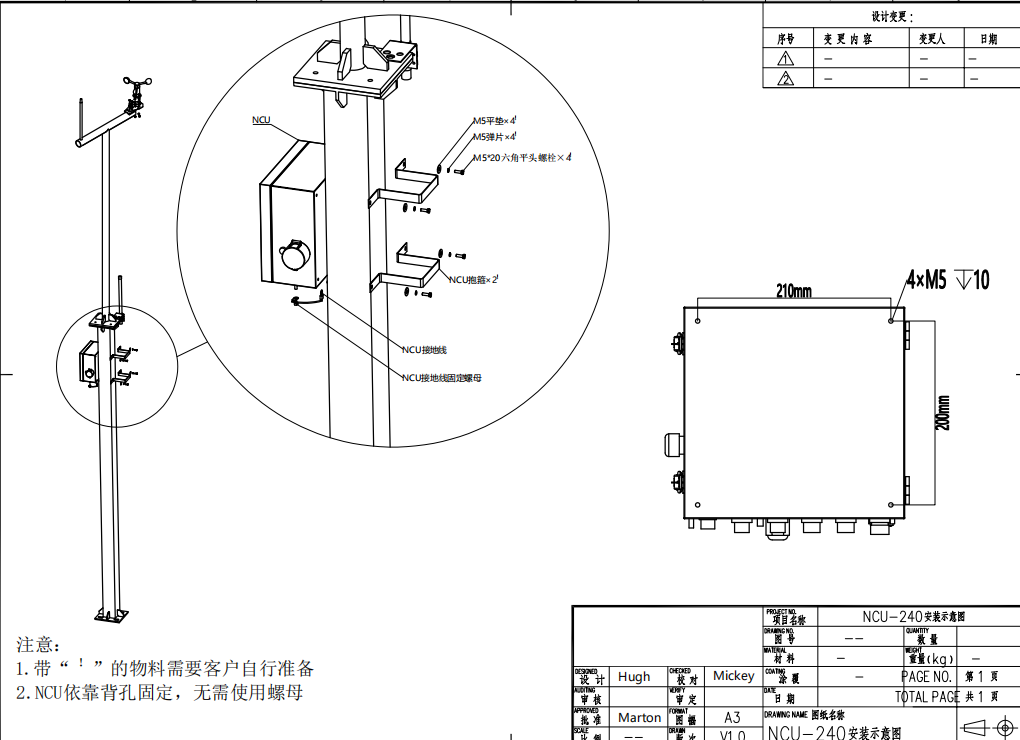 设计变更：
序号 变更内容 变更人 日期
1 — — —
2 — — —
NCU
M5平垫×4!
M5弹片×4!
M5*20六角平头螺栓×4
NCU抱箍×2!
NCU接地线
NCU接地线固定螺母
210mm
4×M5 ↧10
200mm
注意：
1.带“ ! ”的物料需要客户自行准备
2.NCU依靠背孔固定，无需使用螺母
PROJECT NO. 项目名称 NCU-240安装示意图
DRAWING NO. 图号 -- QUANTITY 数量
MATERIAL 材料 — WEIGHT 重量(kg) —
DESIGNED 设计 Hugh CHECKED 校对 Mickey COATING 涂覆 — PAGE NO. 第 1 页
AUDITING 审核 VERIFY 审定 DATE 日期 TOTAL PAGE 共 1 页
APPROVED 批准 Marton FORMAT 图幅 A3 DRAWING NAME 图纸名称
SCALE 比例 -- DRAWN V1.0 NCU-240安装示意图